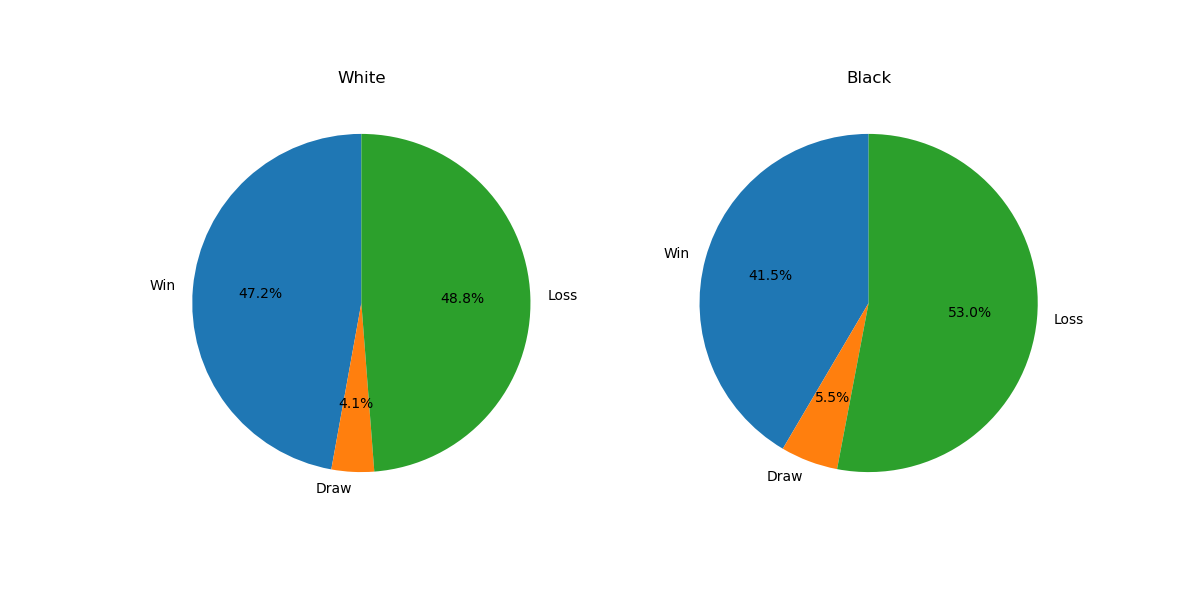 White
Win
47.2%
48.8%
Loss
4.1%
Draw
Black
Win
41.5%
53.0%
Loss
5.5%
Draw